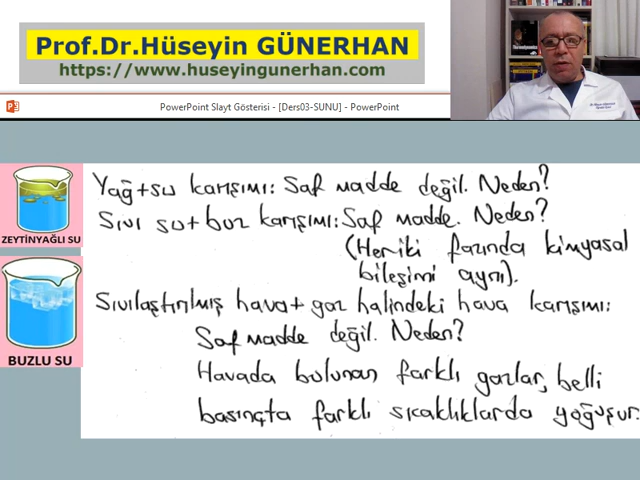 Prof.Dr.Hüseyin GÜNERHAN
https://www.huseyingunerhan.com
PowerPoint Slayt Gösterisi - [Ders03-SUNU] - PowerPoint
Yağ+su karışımı: Saf madde değil. Neden?
Sıvı su+buz karışımı: Saf madde. Neden?
(Heriki fazında kimyasal
bileşimi aynı).
Sıvılaştırılmış hava+gaz halindeki hava karışımı:
Saf madde değil. Neden?
Havada bulunan farklı gazlar, belli
basınçta farklı sıcaklıklarda yoğuşur.
ZEYTİNYAĞLI SU
BUZLU SU